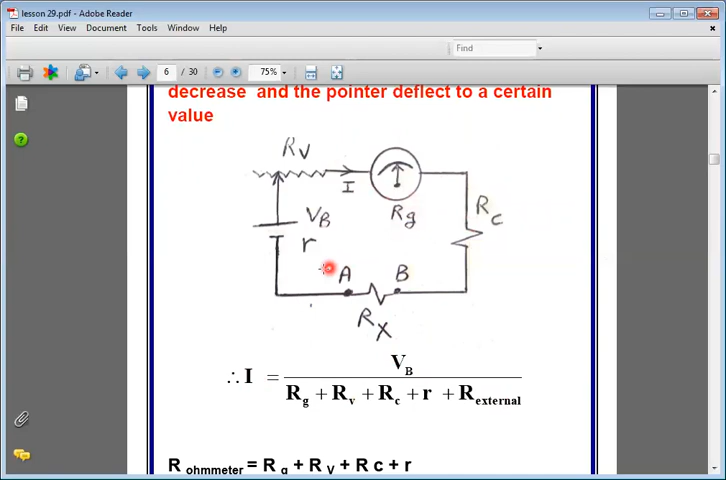 lesson 29.pdf - Adobe Reader
File Edit View Document Tools Window Help
Find
6 / 30 75%
decrease and the pointer deflect to a certain
value
RV
I
Rg
RC
VB
r
A B
RX
∴ I = VB / Rg + Rv + Rc + r + Rexternal
R ohmmeter = R g + R V + R c + r